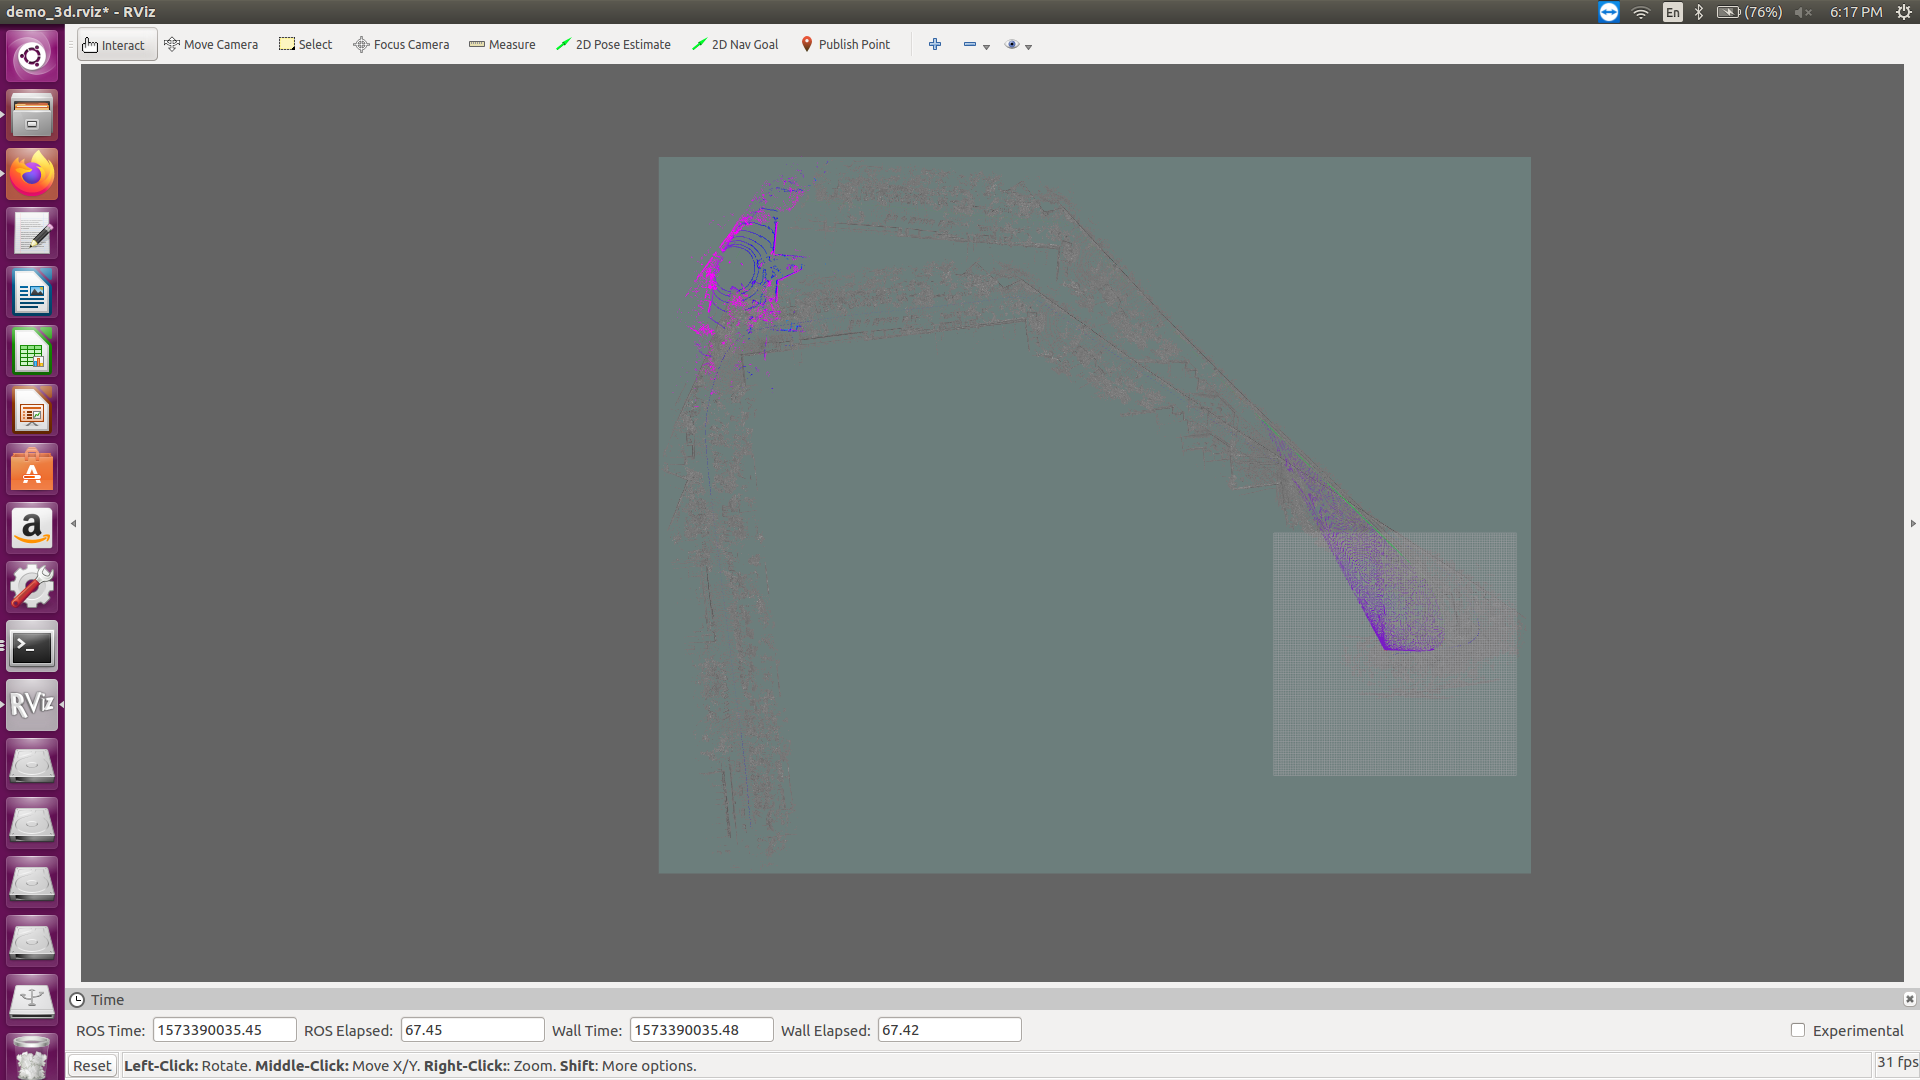 demo_3d.rviz* - RViz
En
(76%)
6:17 PM
Interact
Move Camera
Select
Focus Camera
Measure
2D Pose Estimate
2D Nav Goal
Publish Point
A
a
>_
RViz
Time
ROS Time: 1573390035.45 ROS Elapsed: 67.45 Wall Time: 1573390035.48 Wall Elapsed: 67.42 Experimental
Reset Left-Click: Rotate. Middle-Click: Move X/Y. Right-Click:: Zoom. Shift: More options. 31 fps